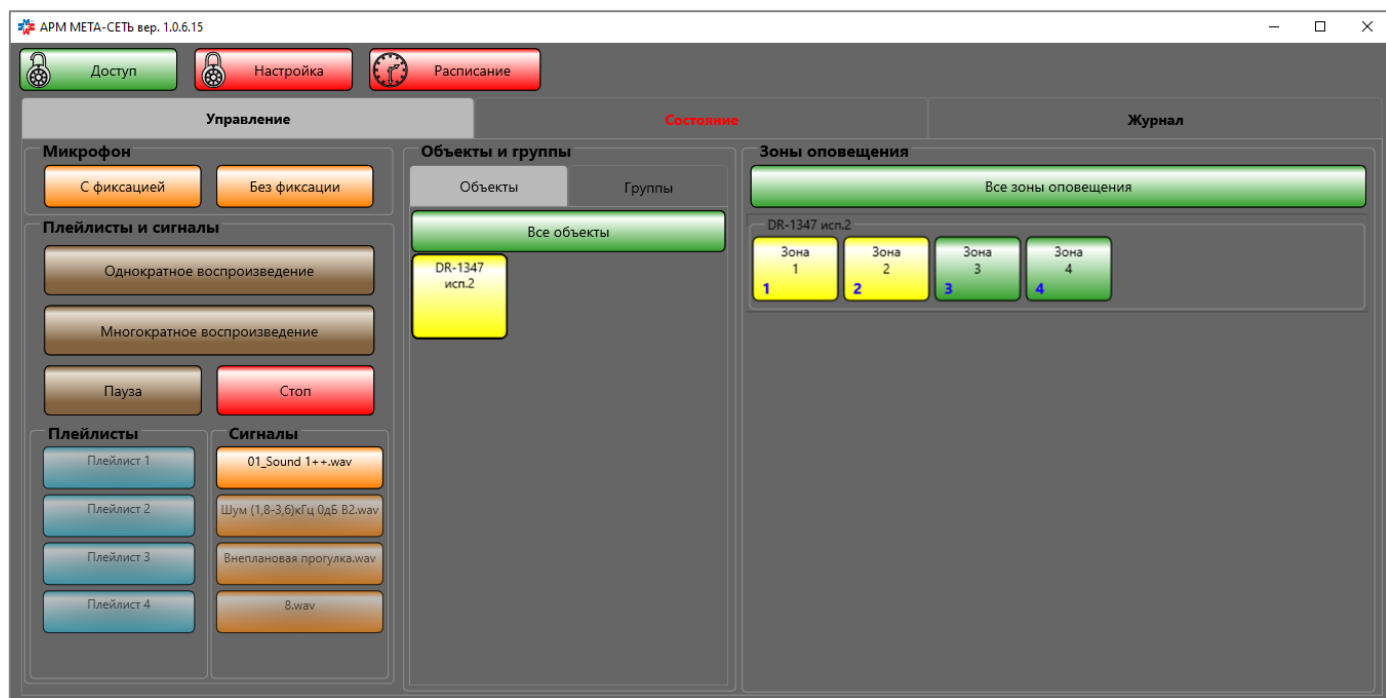 АРМ МЕТА-СЕТЬ вер. 1.0.6.15
Доступ
Настройка
Расписание
Управление
Состояние
Журнал
Микрофон
С фиксацией
Без фиксации
Плейлисты и сигналы
Однократное воспроизведение
Многократное воспроизведение
Пауза
Стоп
Плейлисты
Плейлист 1
Плейлист 2
Плейлист 3
Плейлист 4
Сигналы
01_Sound 1++.wav
Шум (1,8-3,6)кГц 0дБ В2.wav
Внеплановая прогулка.wav
8.wav
Объекты и группы
Объекты
Группы
Все объекты
DR-1347
исп.2
Зоны оповещения
Все зоны оповещения
DR-1347 исп.2
Зона
1
1
Зона
2
2
Зона
3
3
Зона
4
4